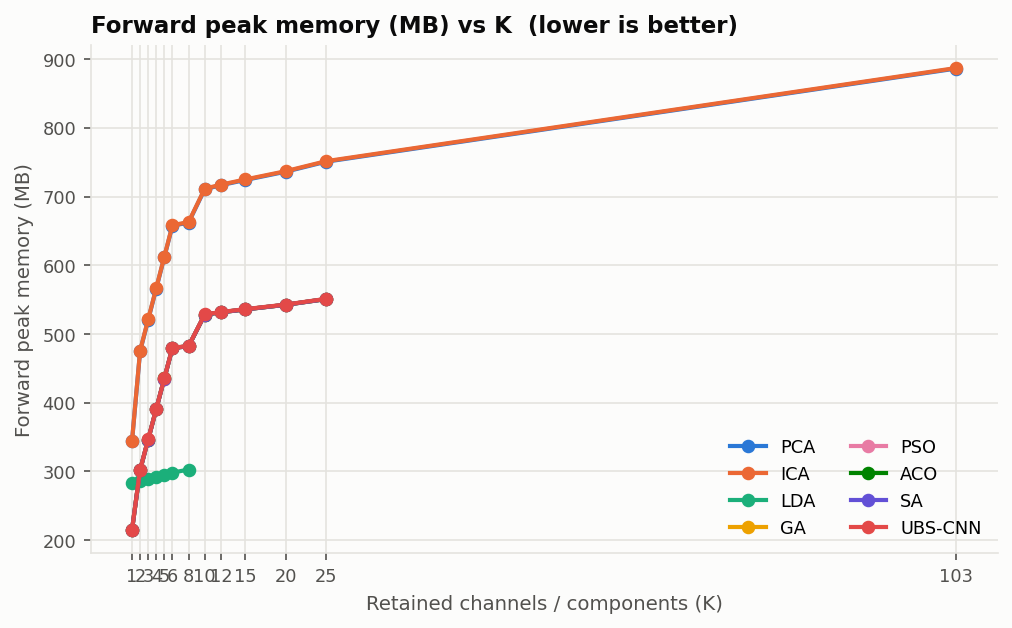 Forward peak memory (MB) vs K  (lower is better)
Forward peak memory (MB)
900
800
700
600
500
400
300
200
PCA
ICA
LDA
GA
PSO
ACO
SA
UBS-CNN
1 2 3 4 5 6 8 10 12 15 20 25 103
Retained channels / components (K)